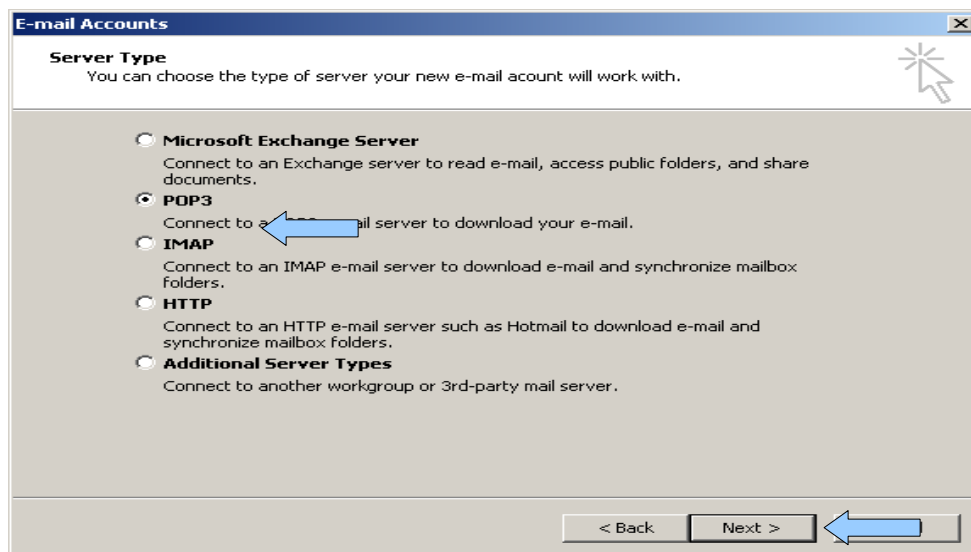 E-mail Accounts
Server Type
You can choose the type of server your new e-mail acount will work with.
Microsoft Exchange Server
Connect to an Exchange server to read e-mail, access public folders, and share
documents.
POP3
Connect to a ail server to download your e-mail.
IMAP
Connect to an IMAP e-mail server to download e-mail and synchronize mailbox
folders.
HTTP
Connect to an HTTP e-mail server such as Hotmail to download e-mail and
synchronize mailbox folders.
Additional Server Types
Connect to another workgroup or 3rd-party mail server.
< Back Next >